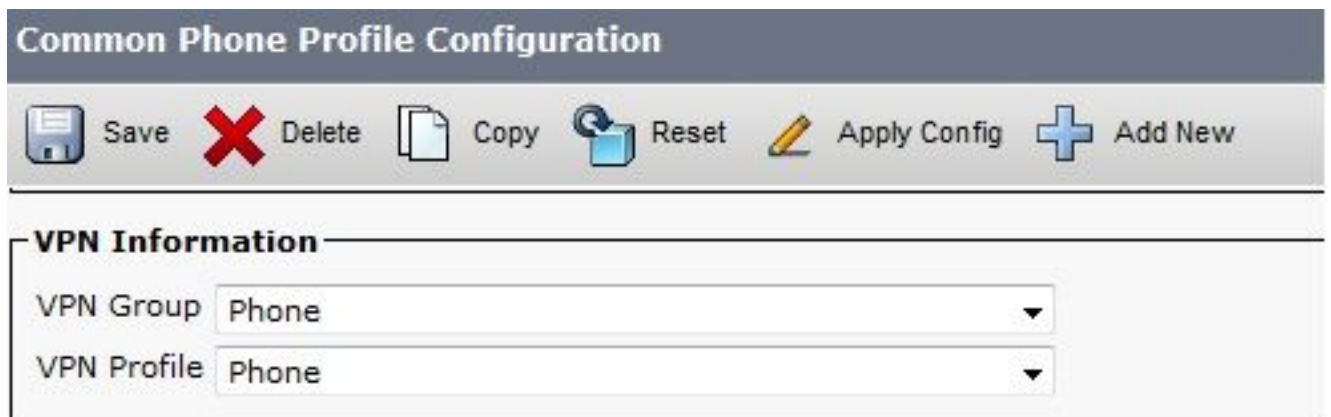 Common Phone Profile Configuration
Save Delete Copy Reset Apply Config Add New
VPN Information
VPN Group Phone
VPN Profile Phone